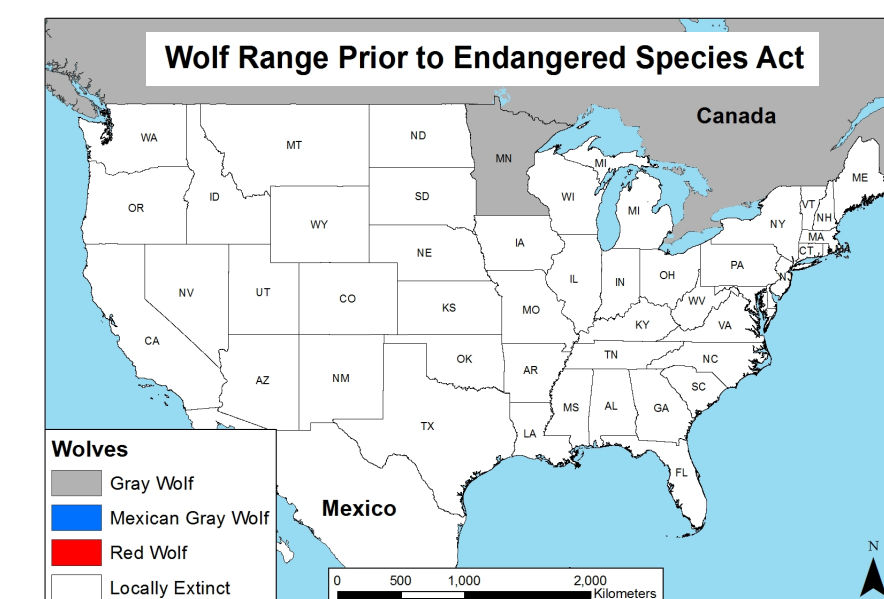 Wolf Range Prior to Endangered Species Act
Canada
WA
MT
ND
MN
MI
ME
OR
ID
SD
WI
MI
VT
NH
NY
WY
MA
IA
NE
CT
MA
PA
OH
NV
UT
CO
IL
IN
N
KS
MO
WV
VA
CA
KY
TN
NC
OK
AR
AZ
NM
SC
MS
AL
GA
TX
LA
FL
Wolves
Gray Wolf
Mexican Gray Wolf
Red Wolf
Locally Extinct
Mexico
0 500 1,000 2,000
Kilometers
N